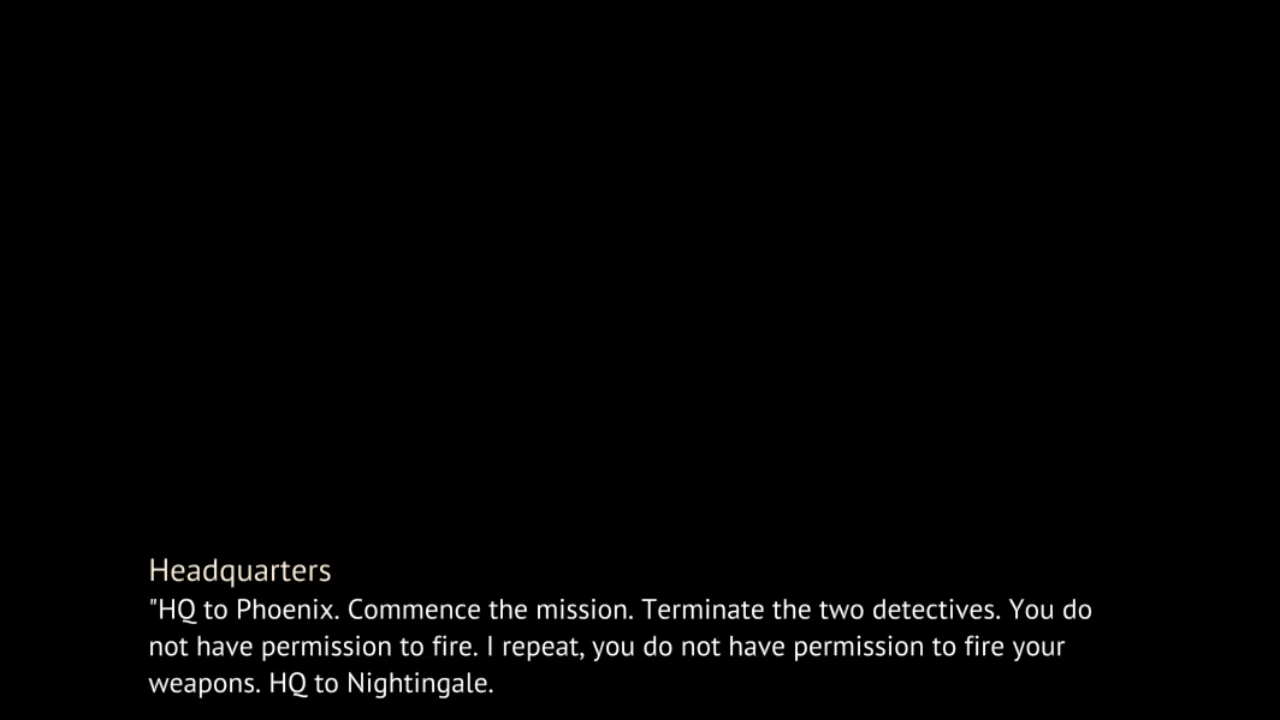 Headquarters
"HQ to Phoenix. Commence the mission. Terminate the two detectives. You do
not have permission to fire. I repeat, you do not have permission to fire your
weapons. HQ to Nightingale.